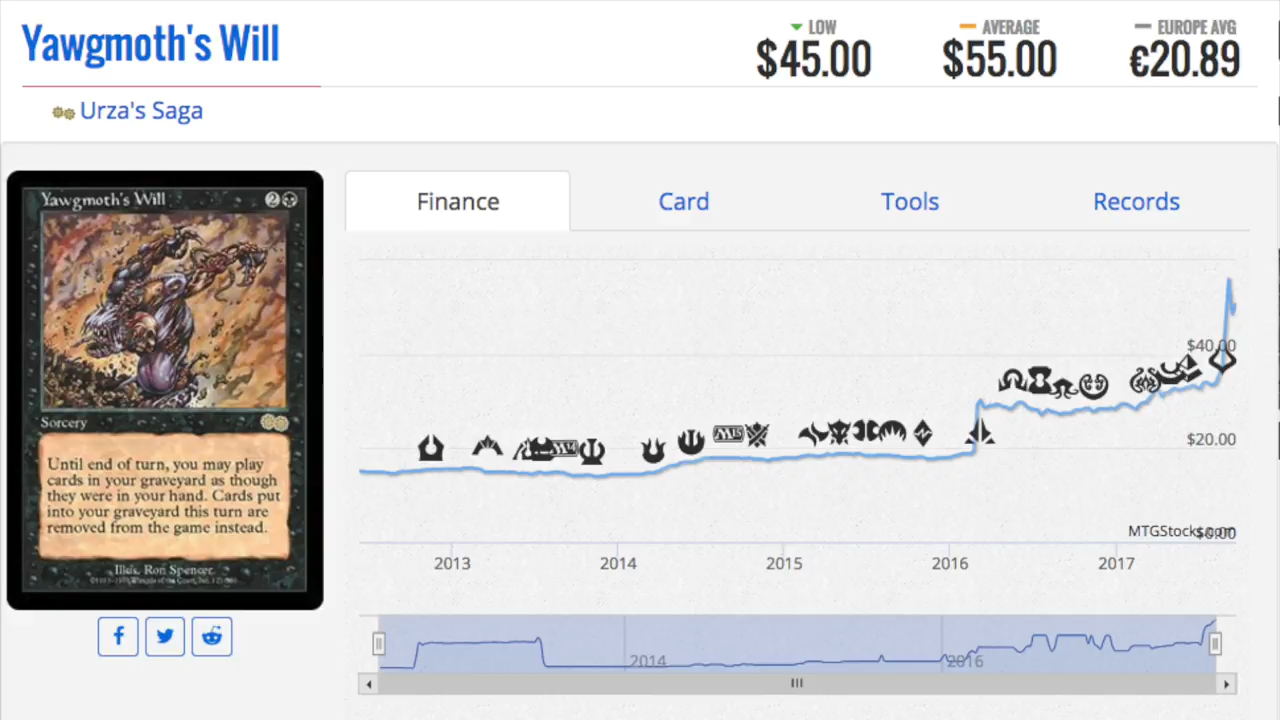 Yawgmoth's Will
LOW
AVERAGE
EUROPE AVG
$45.00
$55.00
€20.89
Urza's Saga
Yawgmoth's Will 2
Finance
Card
Tools
Records
Sorcery
Until end of turn, you may play
cards in your graveyard as though
they were in your hand. Cards put
into your graveyard this turn are
removed from the game instead.
Illus. Ron Spencer
$40.00
$20.00
$0.00
MTGStocks.com
2013
2014
2015
2016
2017
2014
2016